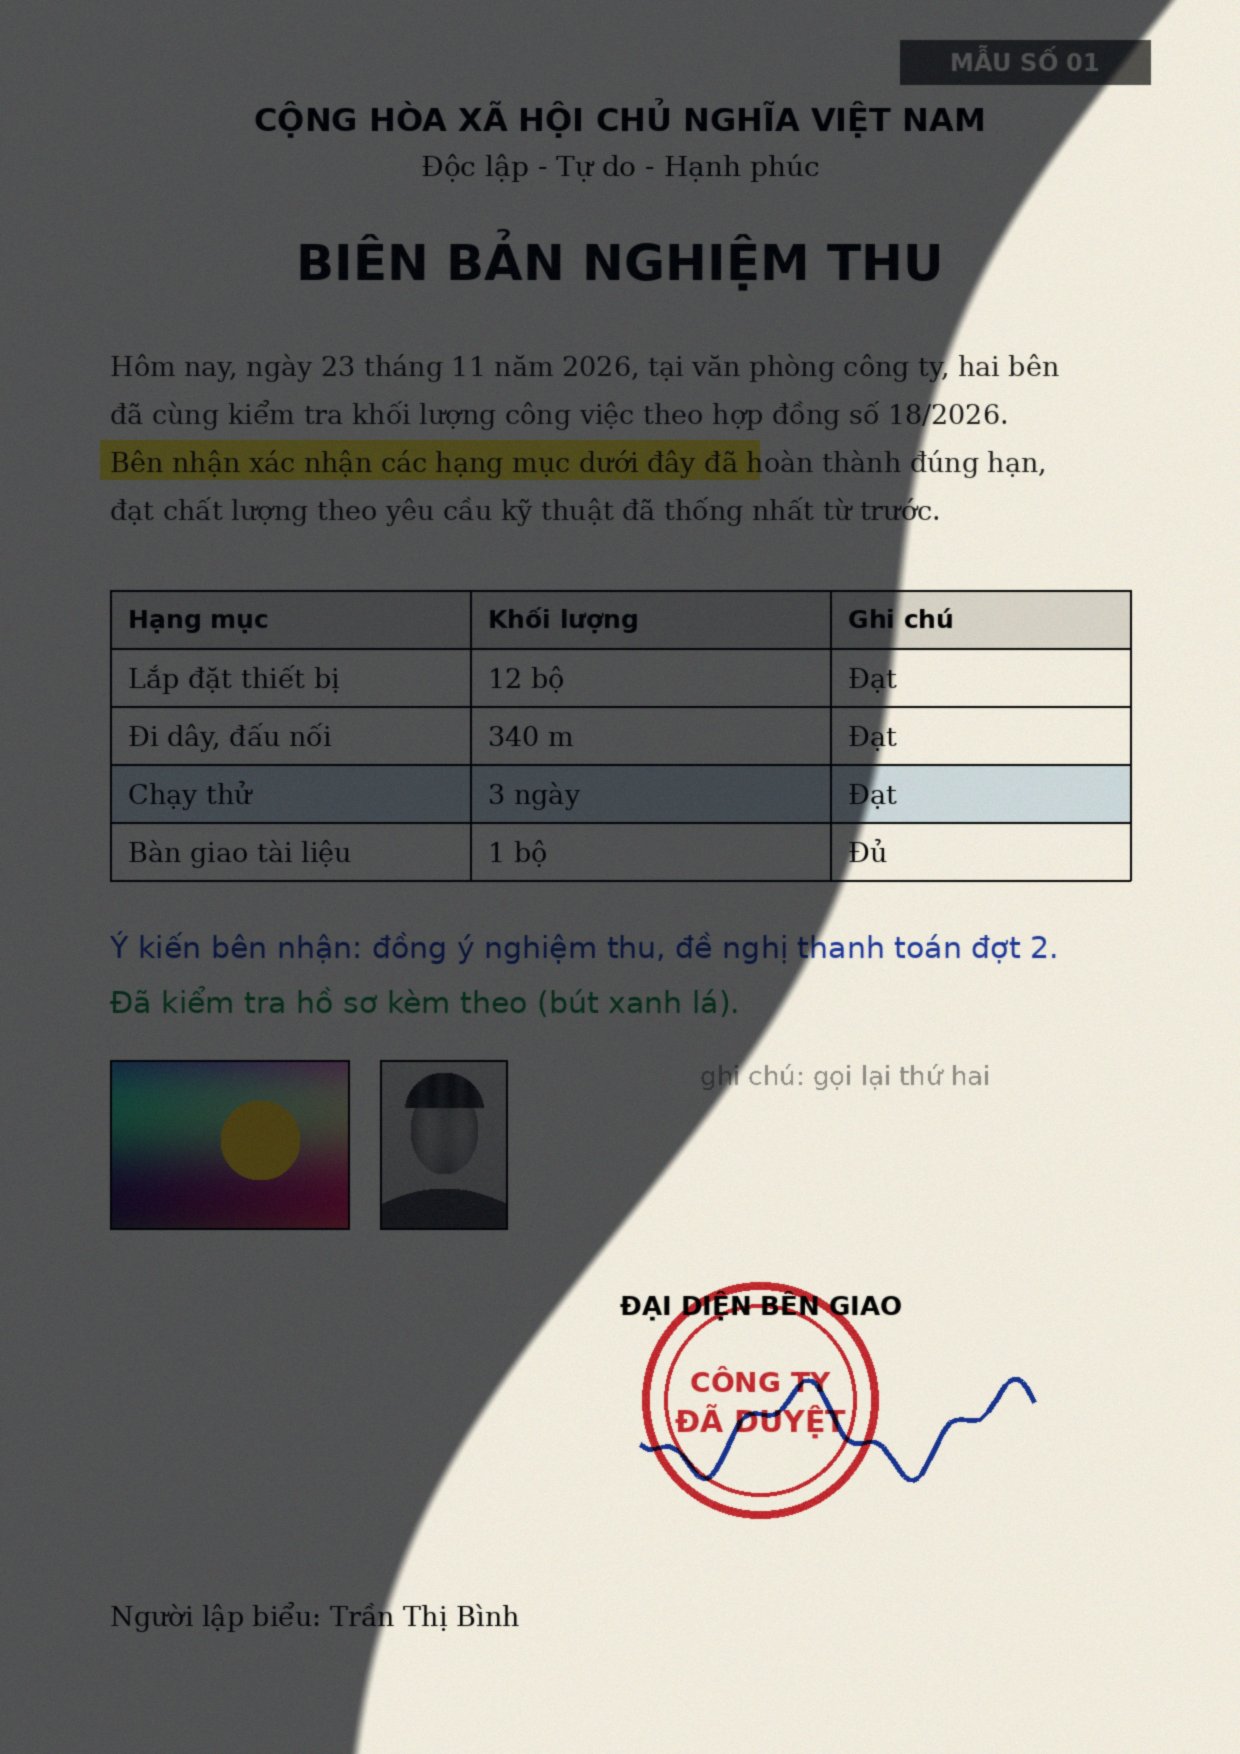 MẪU SỐ 01
CỘNG HÒA XÃ HỘI CHỦ NGHĨA VIỆT NAM
Độc lập - Tự do - Hạnh phúc
BIÊN BẢN NGHIỆM THU
Hôm nay, ngày 23 tháng 11 năm 2026, tại văn phòng công ty, hai bên
đã cùng kiểm tra khối lượng công việc theo hợp đồng số 18/2026.
Bên nhận xác nhận các hạng mục dưới đây đã hoàn thành đúng hạn,
đạt chất lượng theo yêu cầu kỹ thuật đã thống nhất từ trước.
Hạng mục Khối lượng Ghi chú
Lắp đặt thiết bị 12 bộ Đạt
Đi dây, đấu nối 340 m Đạt
Chạy thử 3 ngày Đạt
Bàn giao tài liệu 1 bộ Đủ
Ý kiến bên nhận: đồng ý nghiệm thu, đề nghị thanh toán đợt 2.
Đã kiểm tra hồ sơ kèm theo (bút xanh lá).
ghi chú: gọi lại thứ hai
ĐẠI DIỆN BÊN GIAO
CÔNG TY
ĐÃ DUYỆT
Người lập biểu: Trần Thị Bình